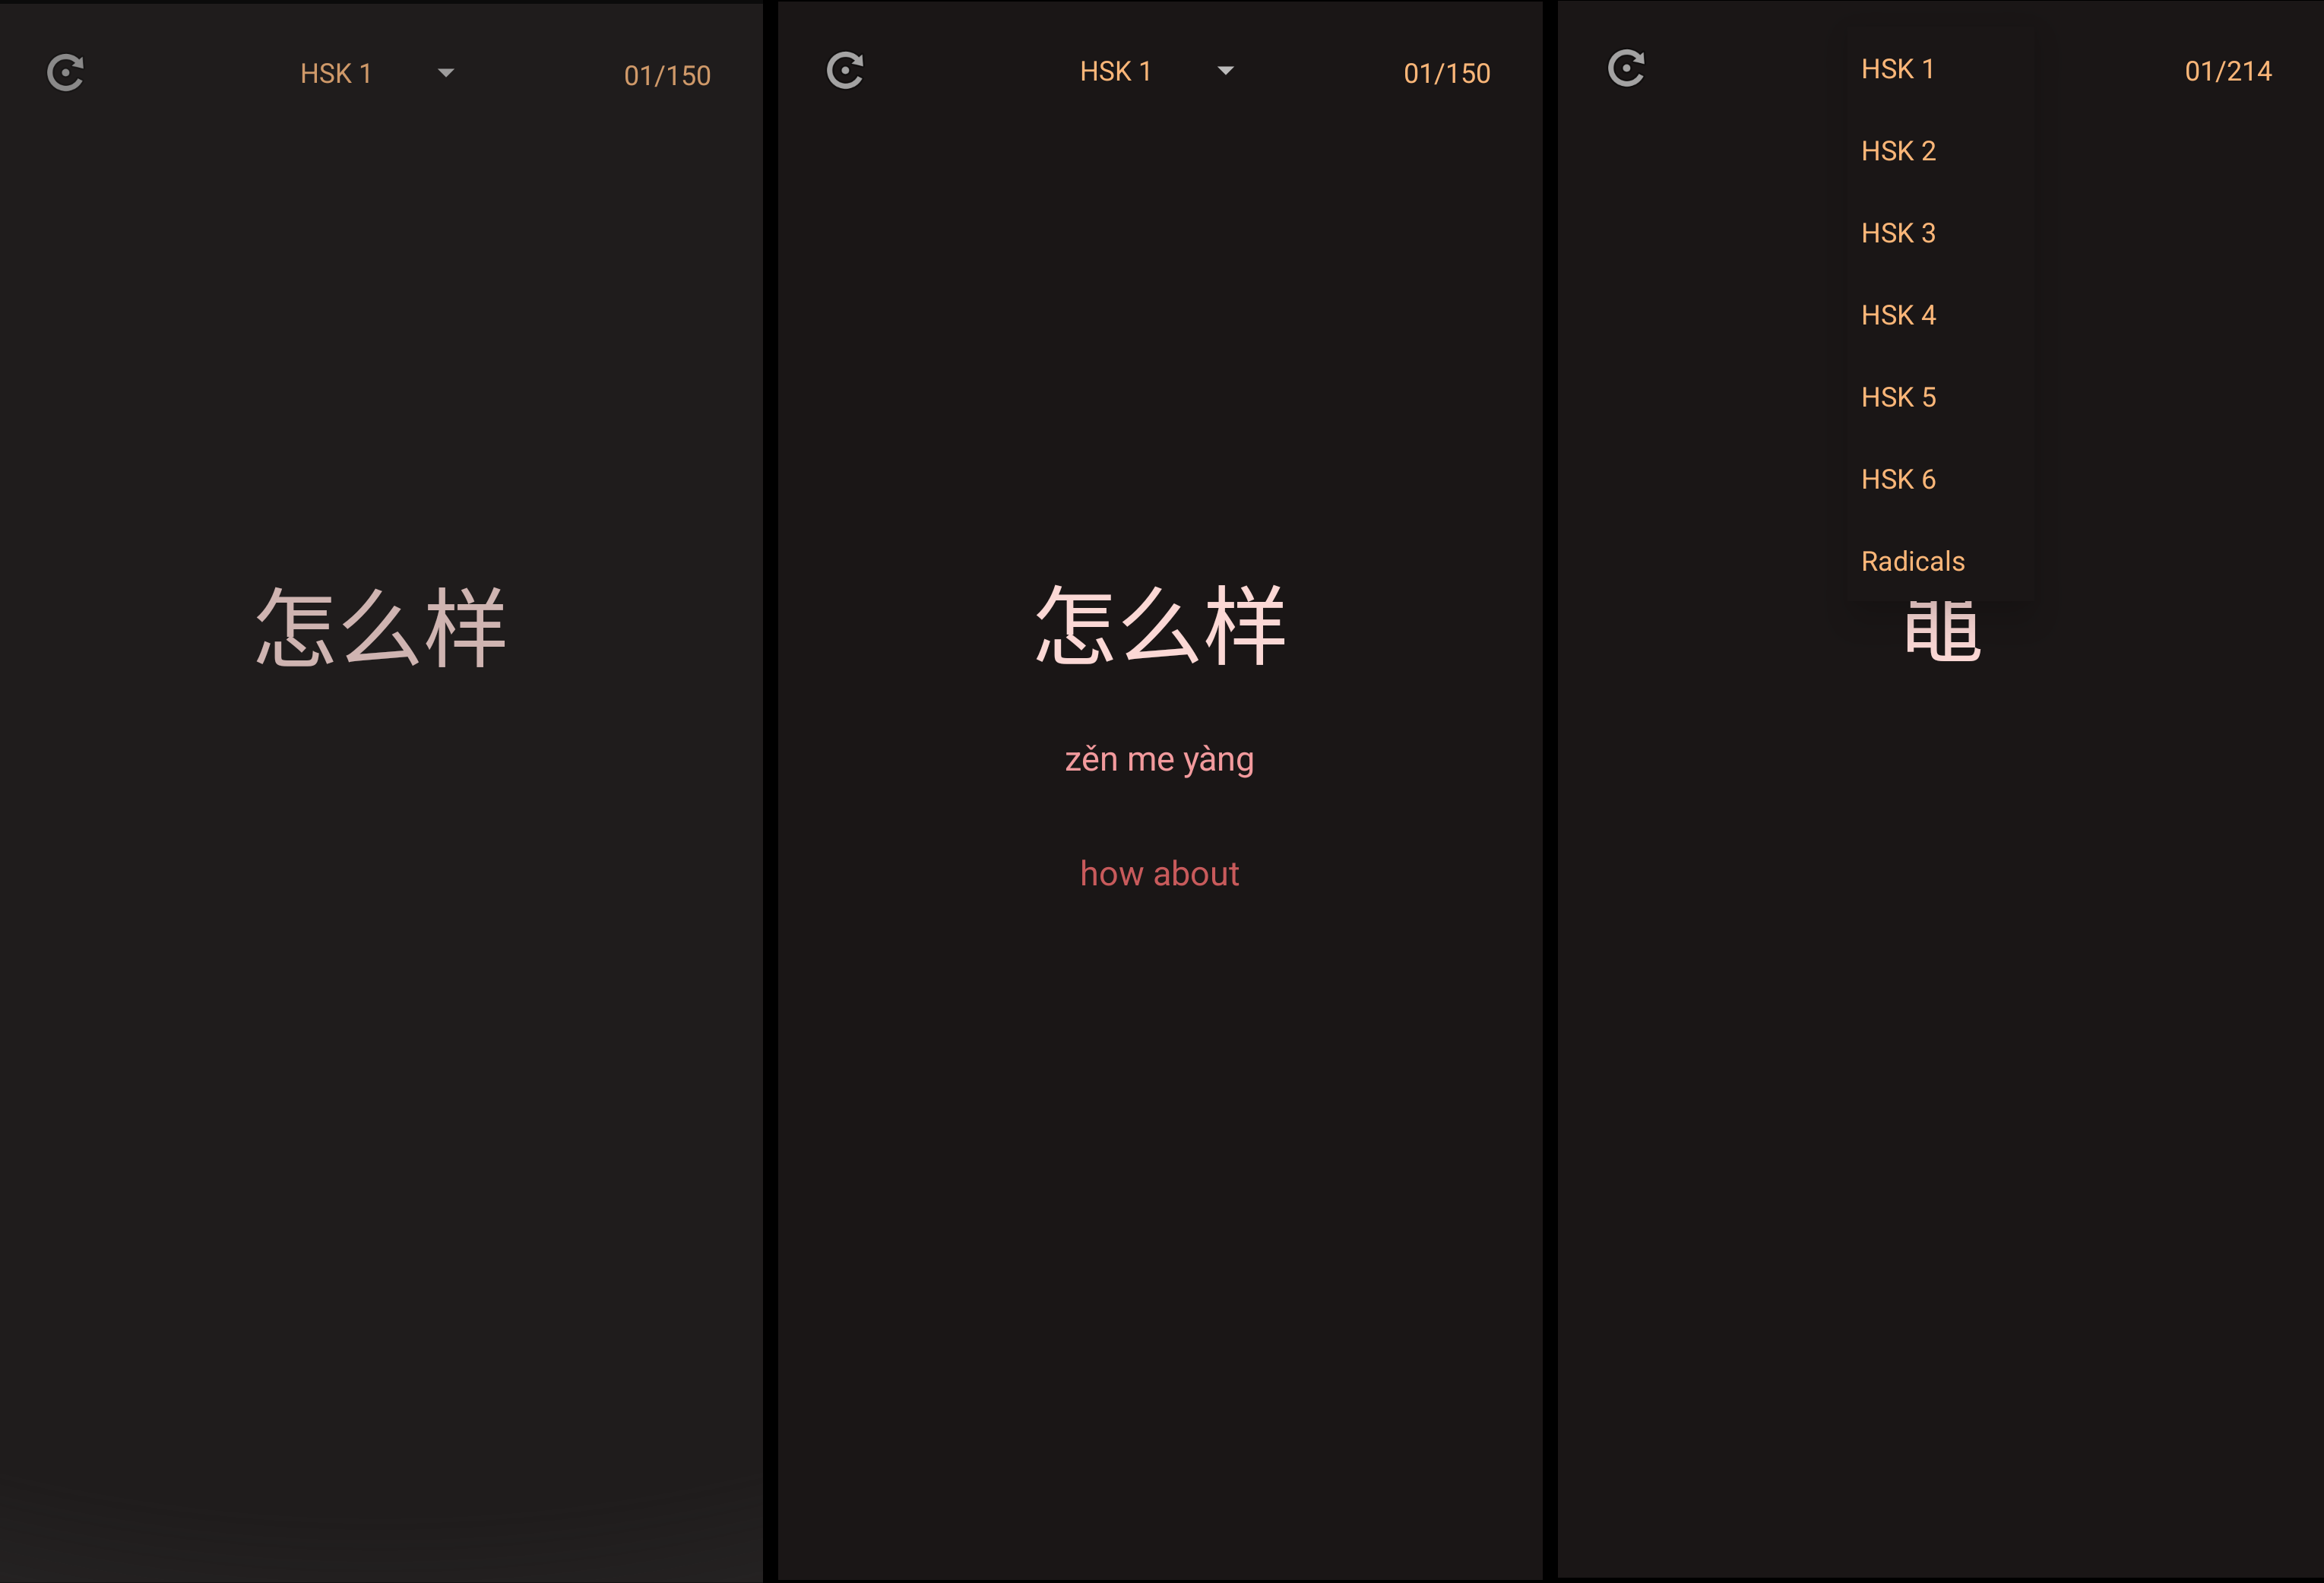 HSK 1 01/150
怎么样
HSK 1 01/150
怎么样
zěn me yàng
how about
HSK 1 01/214
HSK 2
HSK 3
HSK 4
HSK 5
HSK 6
Radicals